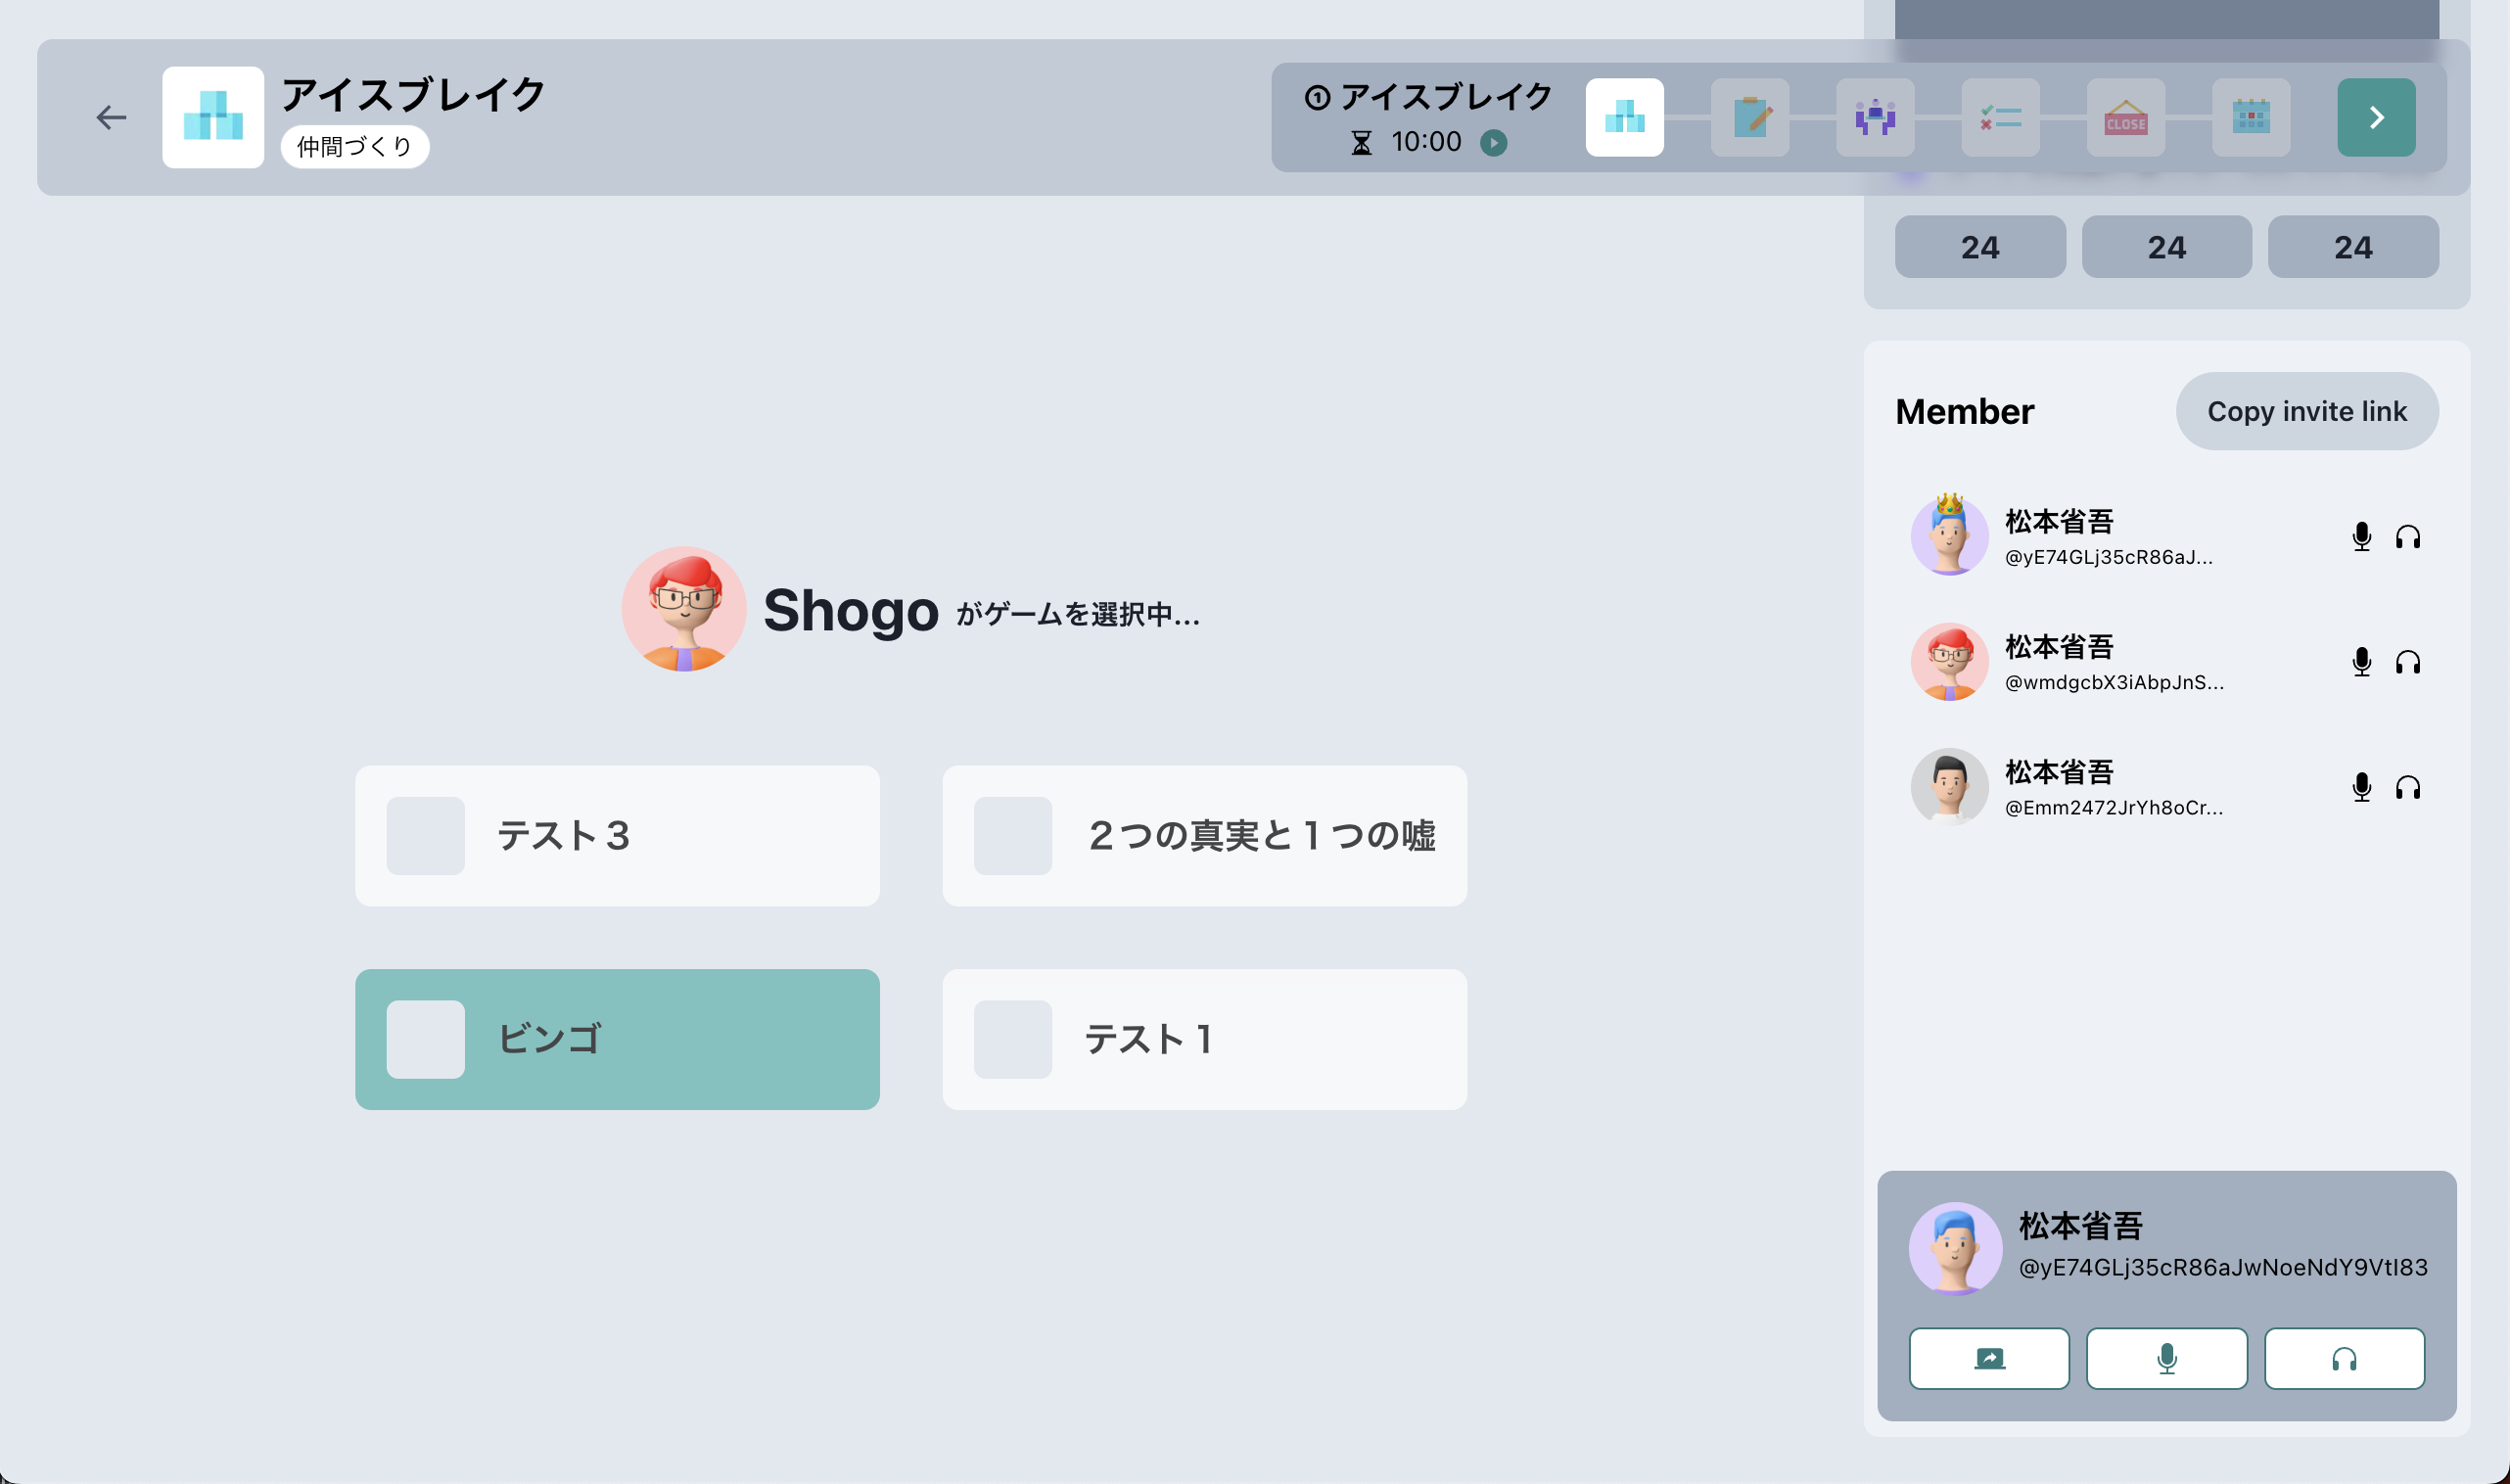 アイスブレイク
仲間づくり
① アイスブレイク
10:00
CLOSE
24 24 24
Member
Copy invite link
松本省吾
@yE74GLj35cR86aJ...
松本省吾
@wmdgcbX3iAbpJnS...
松本省吾
@Emm2472JrYh8oCr...
Shogo がゲームを選択中...
テスト３
２つの真実と１つの嘘
ビンゴ
テスト１
松本省吾
@yE74GLj35cR86aJwNoeNdY9VtI83